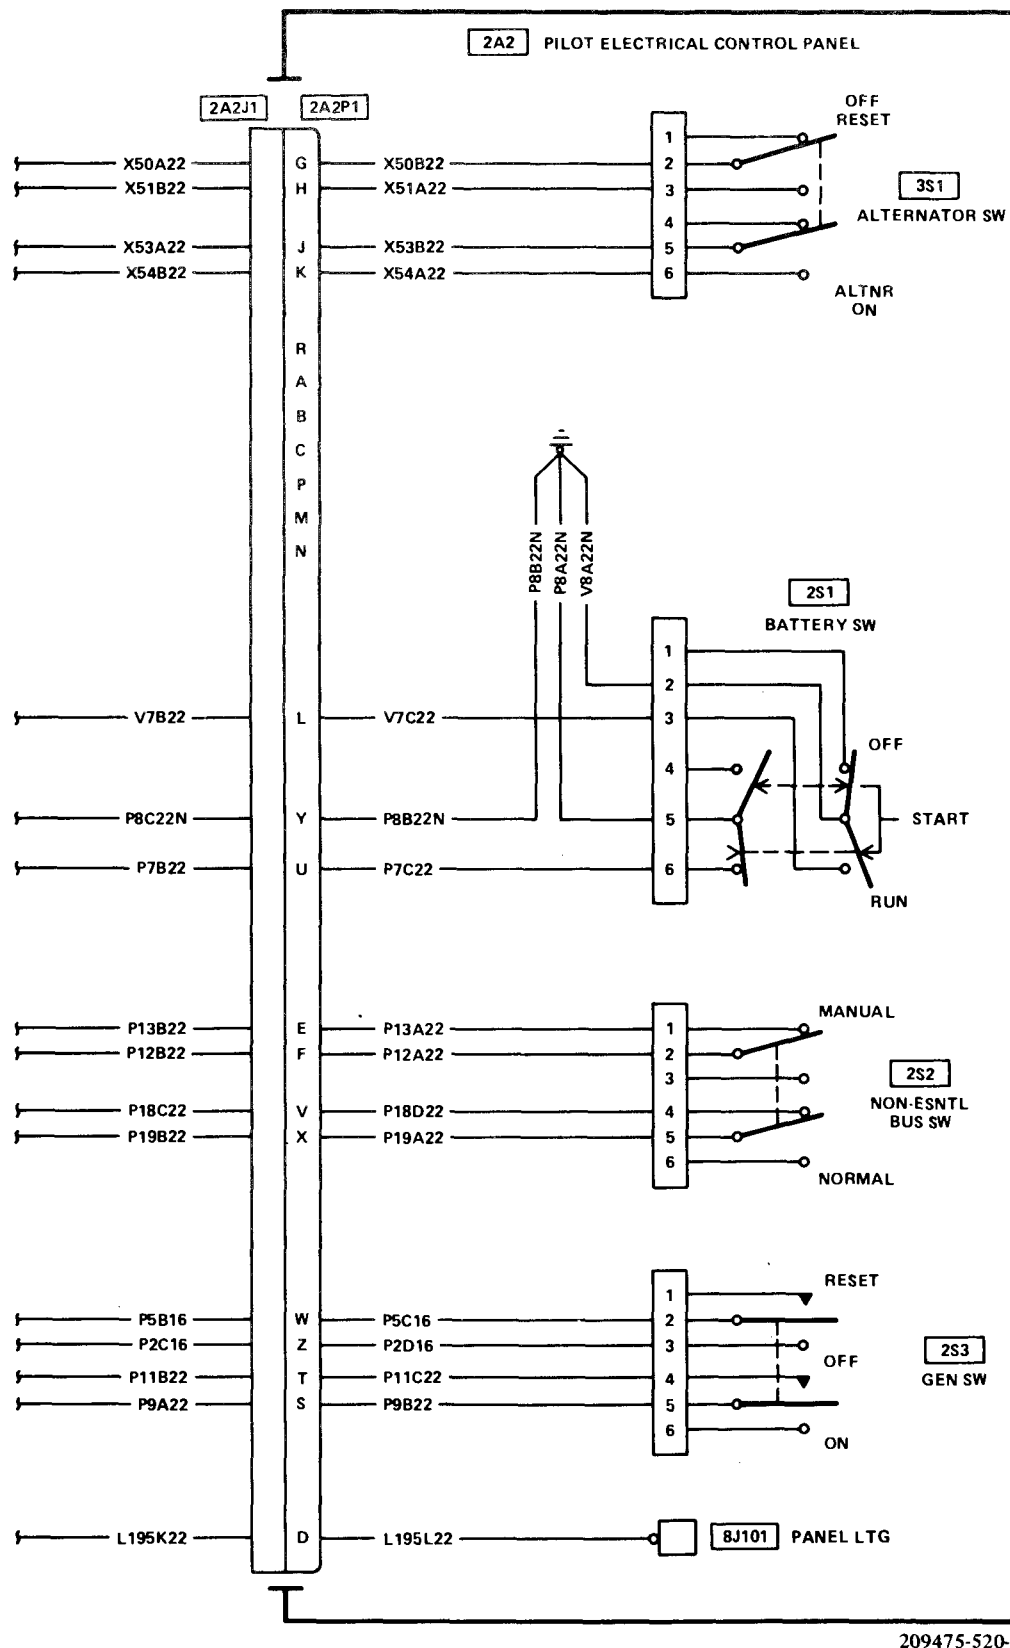 2A2 PILOT ELECTRICAL CONTROL PANEL
2A2J1 2A2P1
OFF
RESET
1
X50A22 G X50B22 2
X51B22 H X51A22 3
3S1
ALTERNATOR SW
4
X53A22 J X53B22 5
X54B22 K X54A22 6
ALTNR
ON
R
A
B
C
P
M
N
P8B22N
P8A22N
V8A22N
2S1
BATTERY SW
1
2
V7B22 L V7C22 3
OFF
4
P8C22N Y P8B22N 5 START
P7B22 U P7C22 6
RUN
MANUAL
P13B22 E P13A22 1
P12B22 F P12A22 2
3
2S2
NON-ESNTL
BUS SW
P18C22 V P18D22 4
P19B22 X P19A22 5
6
NORMAL
RESET
1
P5B16 W P5C16 2
P2C16 Z P2D16 3
OFF
2S3
GEN SW
P11B22 T P11C22 4
P9A22 S P9B22 5
6
ON
L195K22 D L195L22 8J101 PANEL LTG
209475-520-